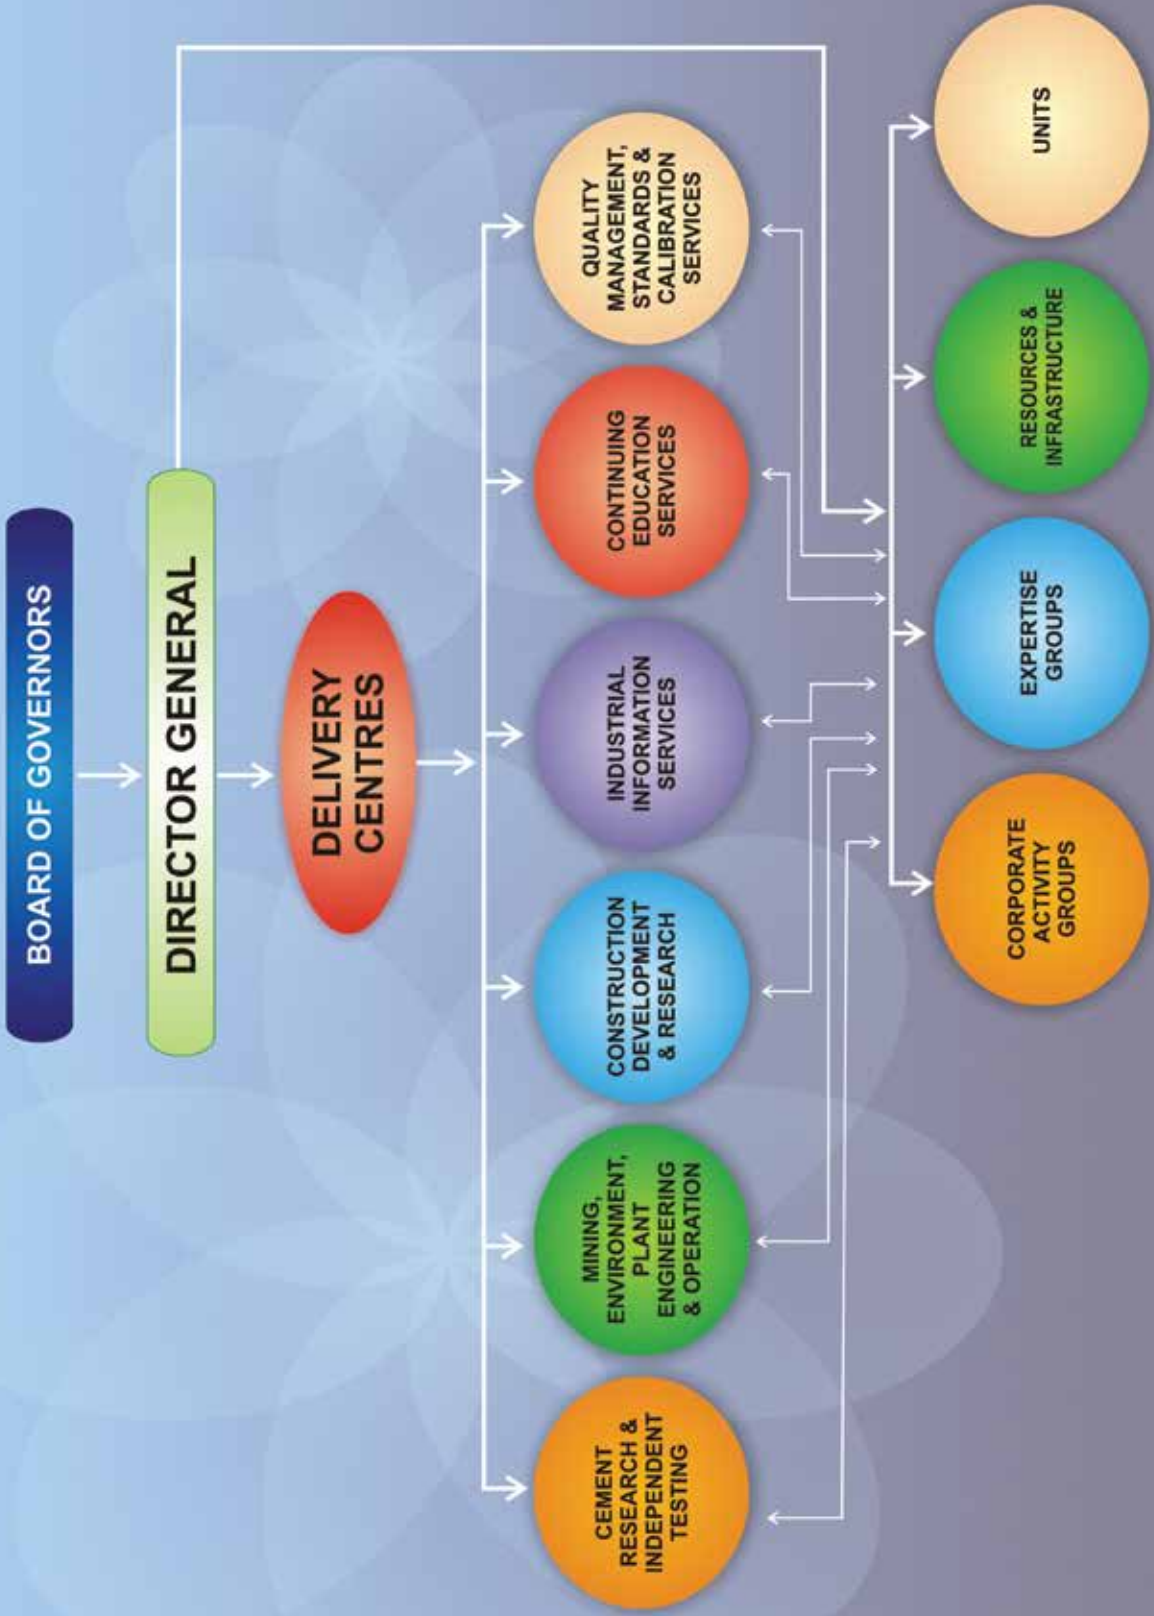 BOARD OF GOVERNORS
DIRECTOR GENERAL
DELIVERY
CENTRES
CEMENT
RESEARCH &
INDEPENDENT
TESTING
MINING,
ENVIRONMENT,
PLANT
ENGINEERING
& OPERATION
CONSTRUCTION
DEVELOPMENT
& RESEARCH
INDUSTRIAL
INFORMATION
SERVICES
CONTINUING
EDUCATION
SERVICES
QUALITY
MANAGEMENT,
STANDARDS &
CALIBRATION
SERVICES
CORPORATE
ACTIVITY
GROUPS
EXPERTISE
GROUPS
RESOURCES &
INFRASTRUCTURE
UNITS